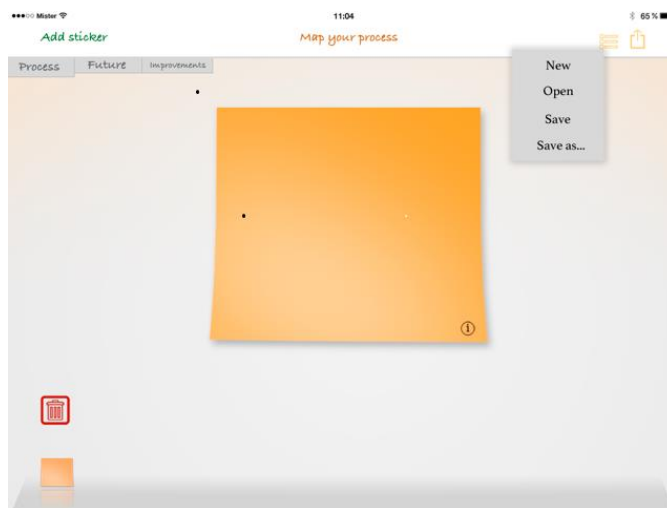 Mister 11:04 65 %
Add sticker Map your process
Process Future Improvements
New
Open
Save
Save as...
i